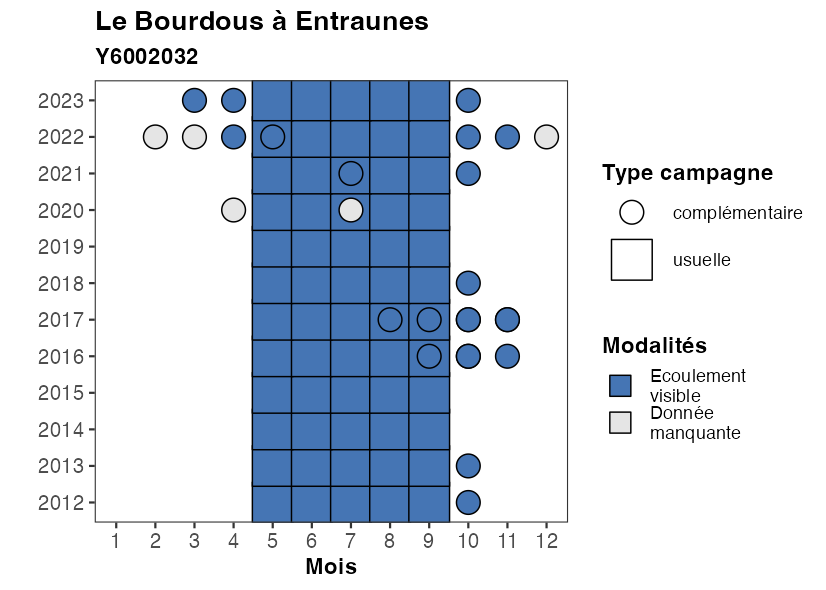 Le Bourdous à Entraunes
Y6002032
2023
2022
2021
2020
2019
2018
2017
2016
2015
2014
2013
2012
1 2 3 4 5 6 7 8 9 10 11 12
Mois
Type campagne
complémentaire
usuelle
Modalités
Ecoulement
visible
Donnée
manquante